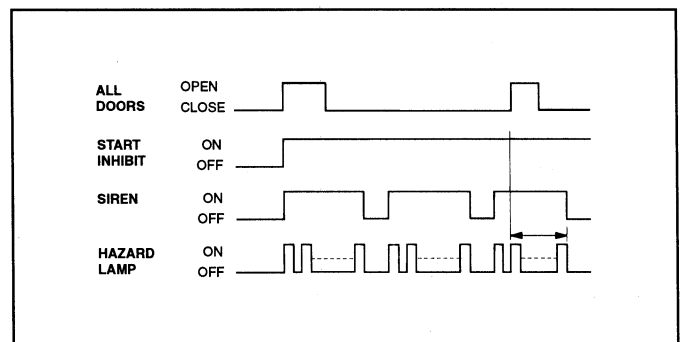 ALL DOORS OPEN
CLOSE
START INHIBIT ON
OFF
SIREN ON
OFF
HAZARD LAMP ON
OFF